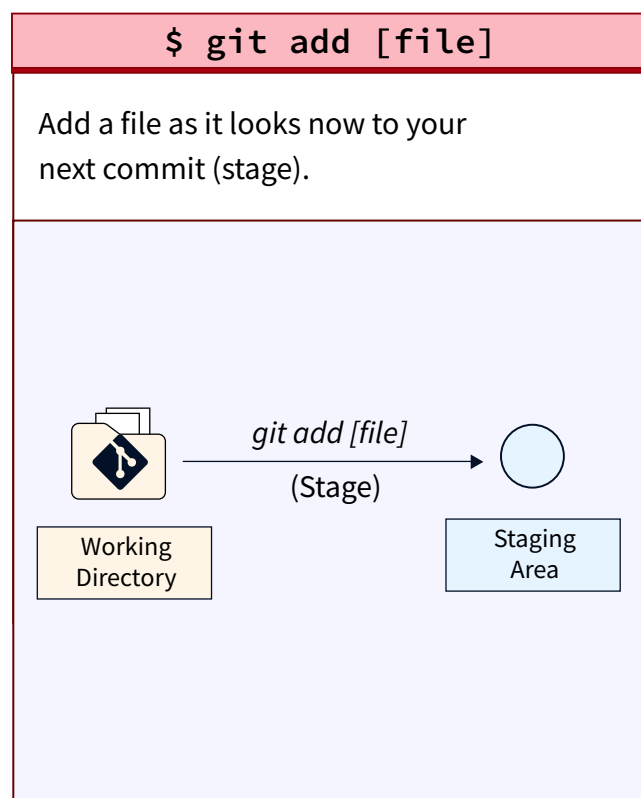 $ git add [file]
Add a file as it looks now to your
next commit (stage).
git add [file]
(Stage)
Working
Directory
Staging
Area